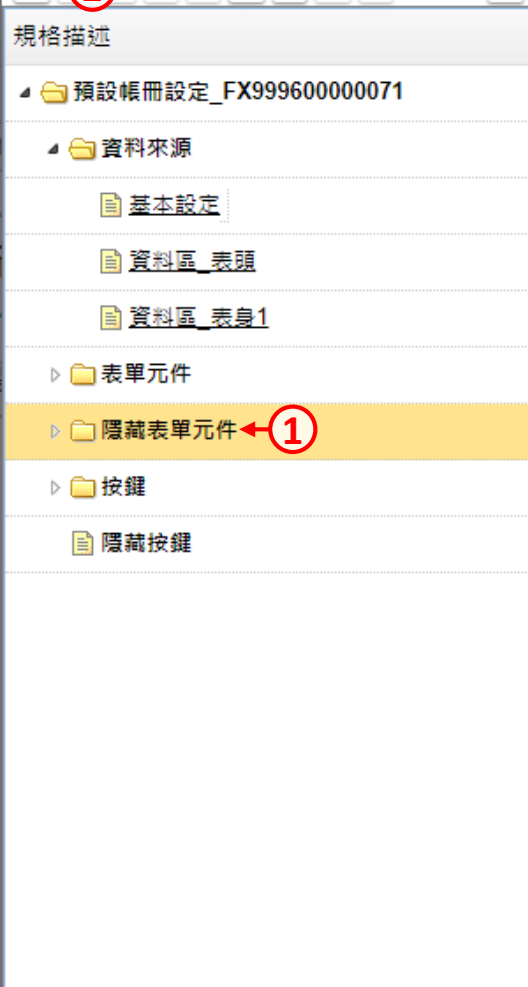 規格描述
預設帳冊設定_FX999600000071
資料來源
基本設定
資料區_表頭
資料區_表身1
表單元件
隱藏表單元件 1
按鍵
隱藏按鍵